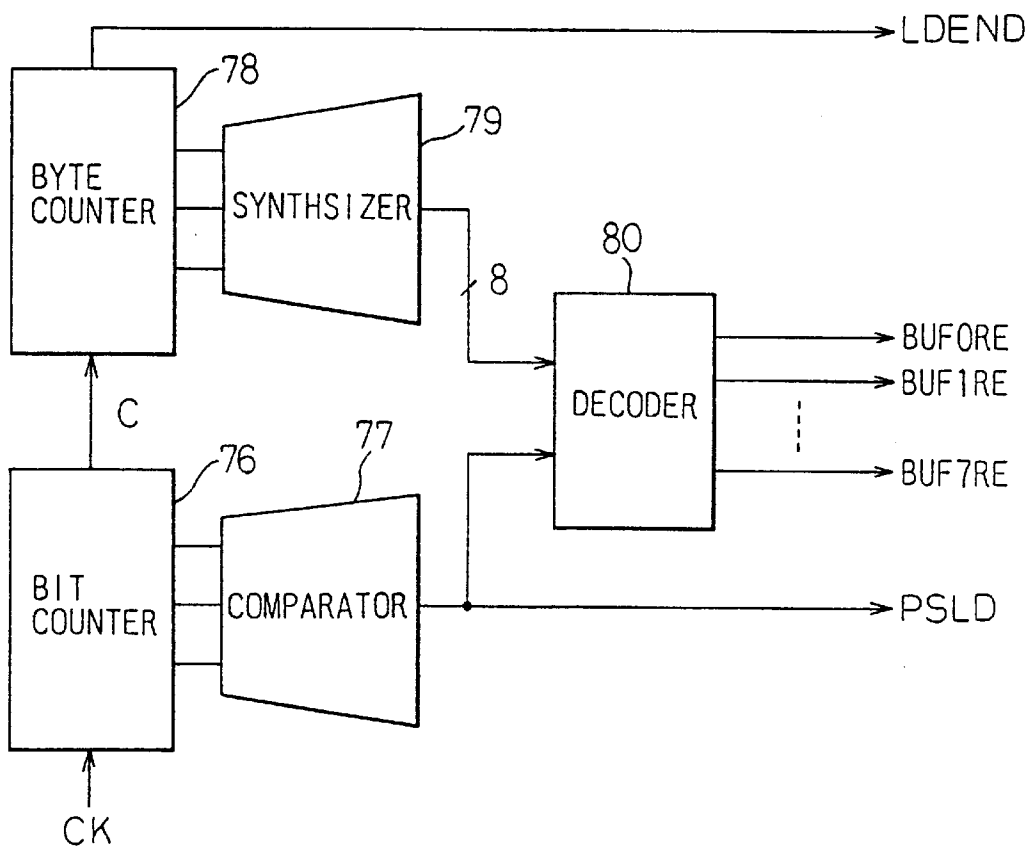 LDEND
78
79
BYTE
COUNTER
SYNTHSIZER
80
8
BUF0RE
BUF1RE
DECODER
BUF7RE
C
77
76
BIT
COUNTER
COMPARATOR
PSLD
CK